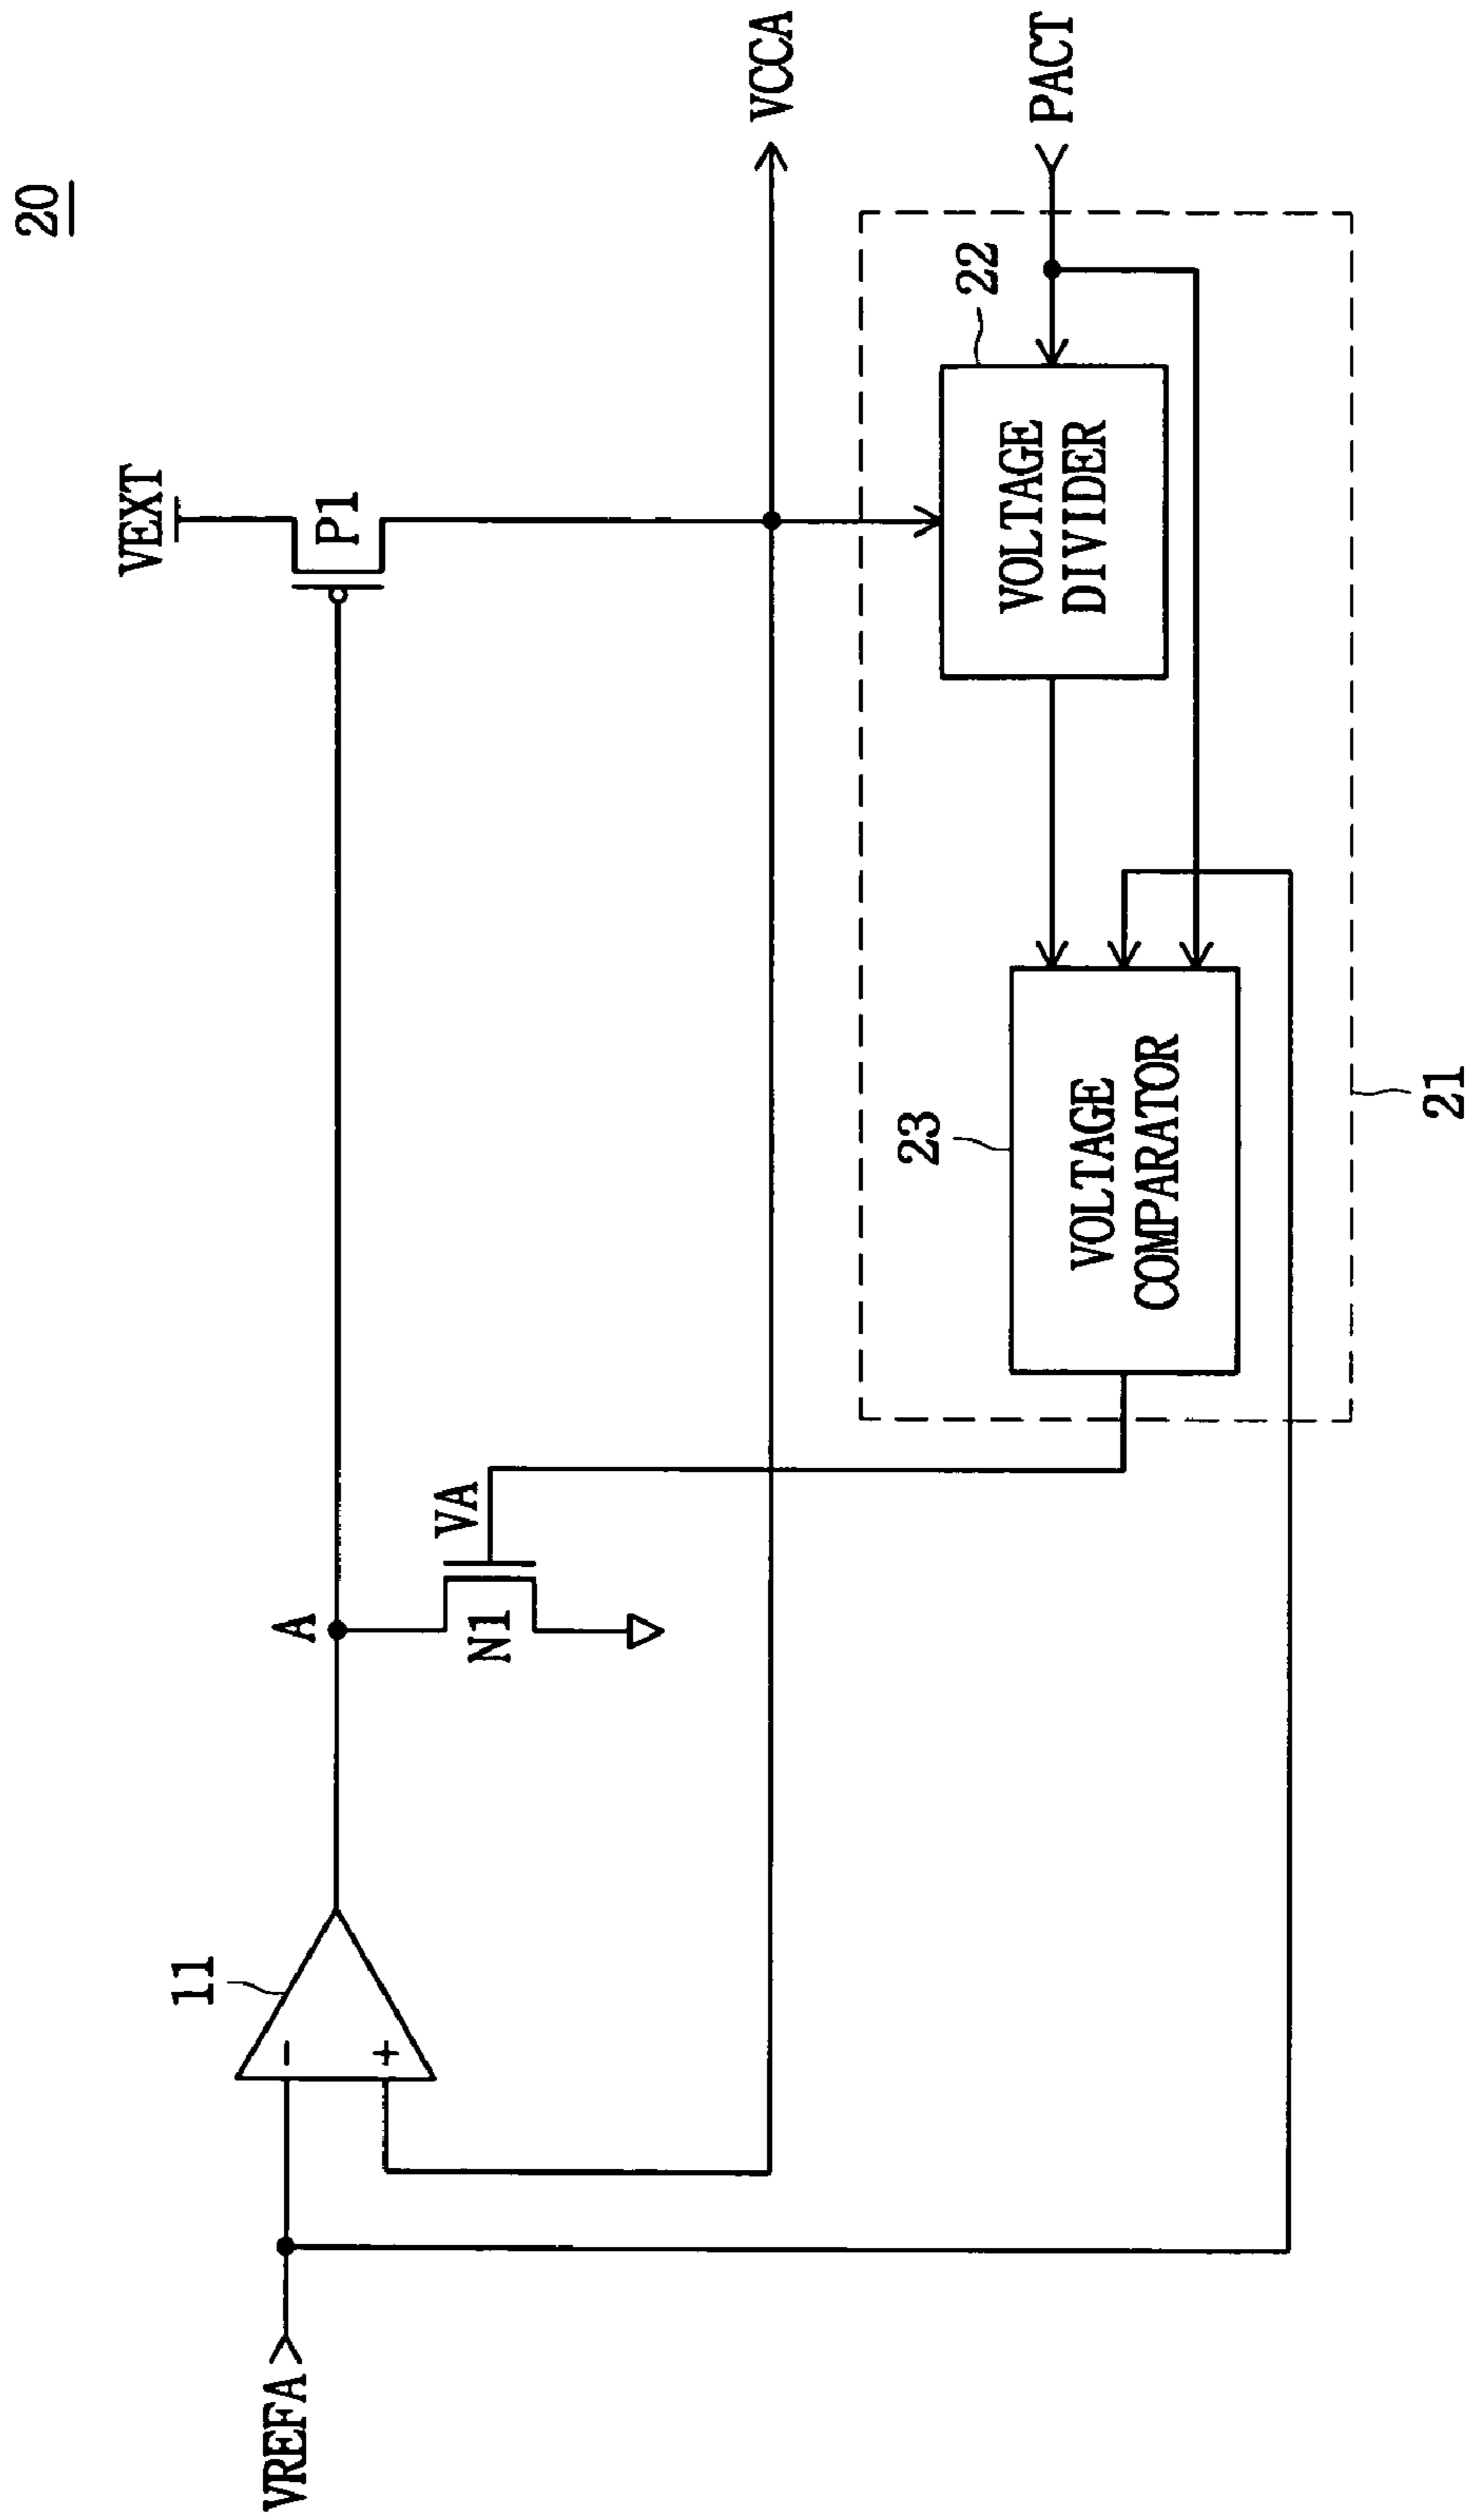 20
VEXT
P1
VCCA
PACT
22
VOLTAGE
DIVIDER
23
VOLTAGE
COMPARATOR
21
A
VA
N1
11
-
+
VREFA